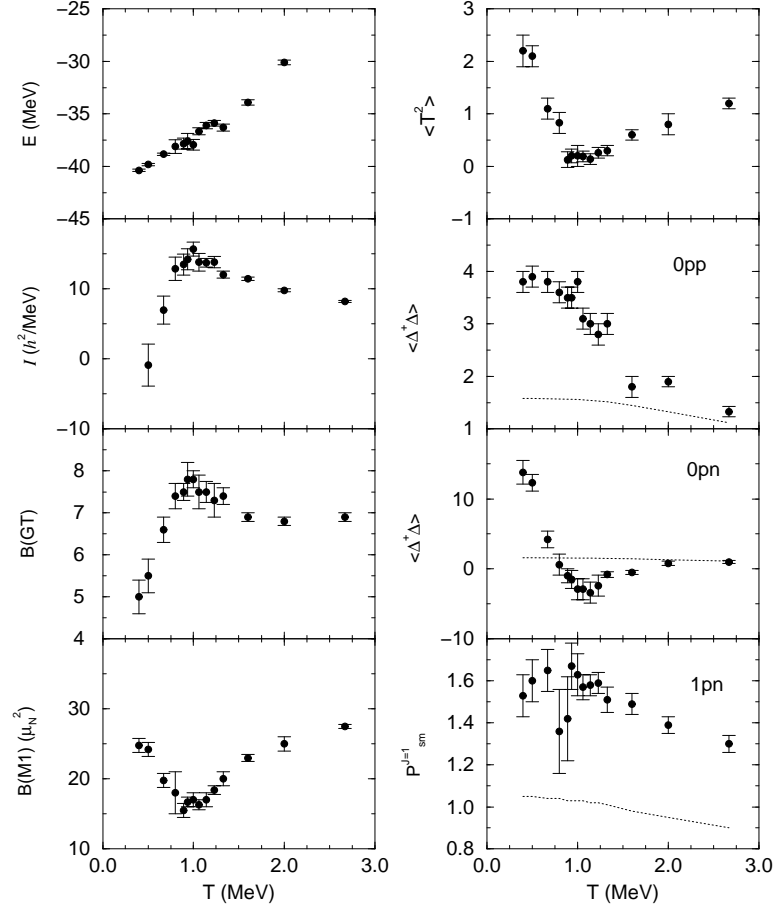 −25
−30
−35
−40
−45
E (MeV)
3
2
1
0
−1
<T²>
20
10
0
−10
I (ℏ²/MeV)
4
3
2
1
<Δ⁺Δ>
0pp
8
7
6
5
4
B(GT)
10
0
−10
<Δ⁺Δ>
0pn
30
20
10
B(M1) (μ_N²)
0.0 1.0 2.0 3.0
T (MeV)
1.6
1.4
1.2
1.0
0.8
P^{J=1}_{sm}
1pn
0.0 1.0 2.0 3.0
T (MeV)